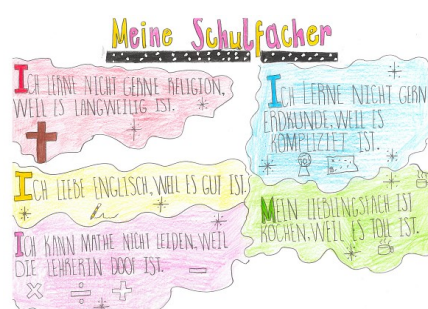 Meine Schulfacher
ICH LERNE NICHT GERNE RELIGION,
WEIL ES LANGWEILIG IST.
ICH LERNE NICHT GERN
ERDKUNDE, WEIL ES
KOMPLIZIET IST.
ICH LIEBE ENGLISCH, WEIL ES GUT IST.
MEIN LIEBLINGSFACH IST
KOCHEN, WEIL ES TOLL IST.
ICH KANN MATHE NICHT LEIDEN, WEIL
DIE LEHRERIN DOOF IST.